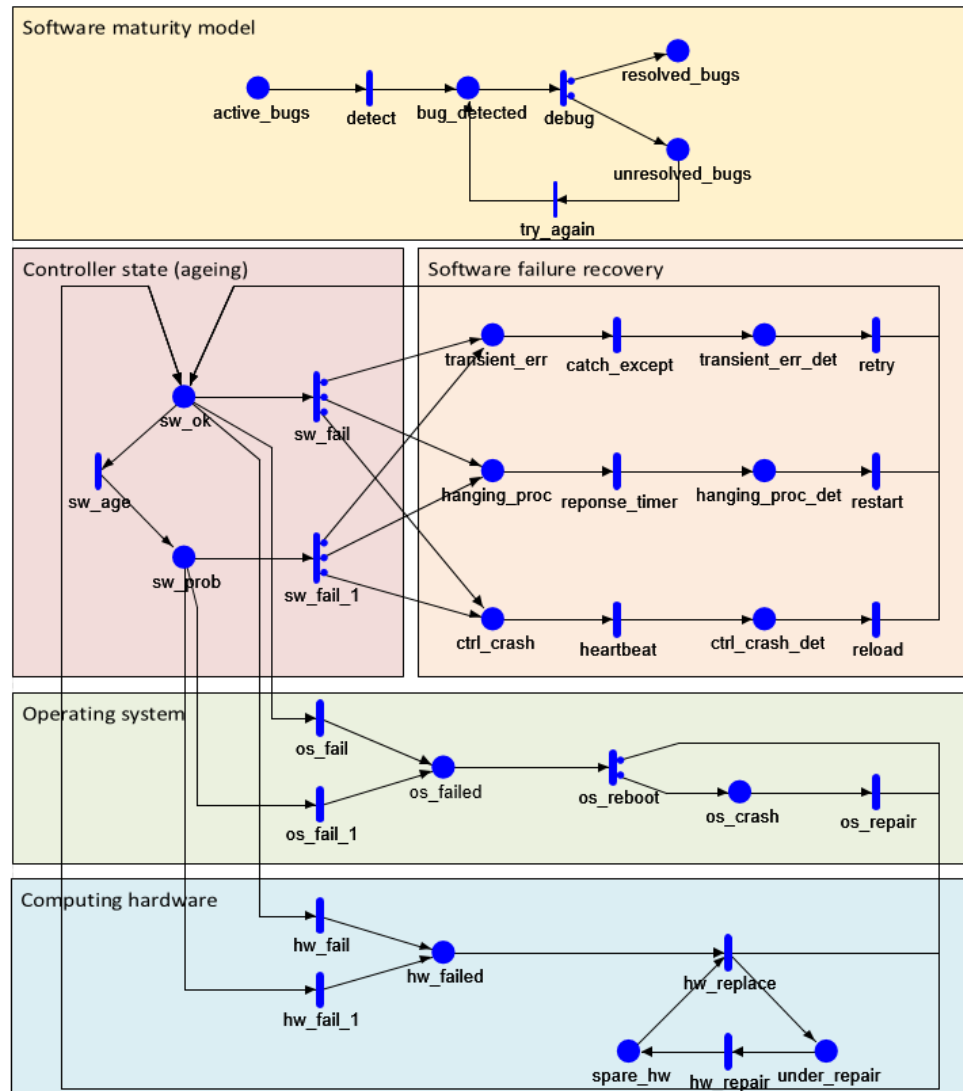 Software maturity model
resolved_bugs
active_bugs
detect
bug_detected
debug
unresolved_bugs
try_again
Controller state (ageing)
sw_ok
sw_fail
sw_age
sw_prob
sw_fail_1
Software failure recovery
transient_err
catch_except
transient_err_det
retry
hanging_proc
reponse_timer
hanging_proc_det
restart
ctrl_crash
heartbeat
ctrl_crash_det
reload
Operating system
os_fail
os_failed
os_reboot
os_crash
os_repair
os_fail_1
Computing hardware
hw_fail
hw_failed
hw_replace
hw_fail_1
spare_hw
hw_repair
under_repair